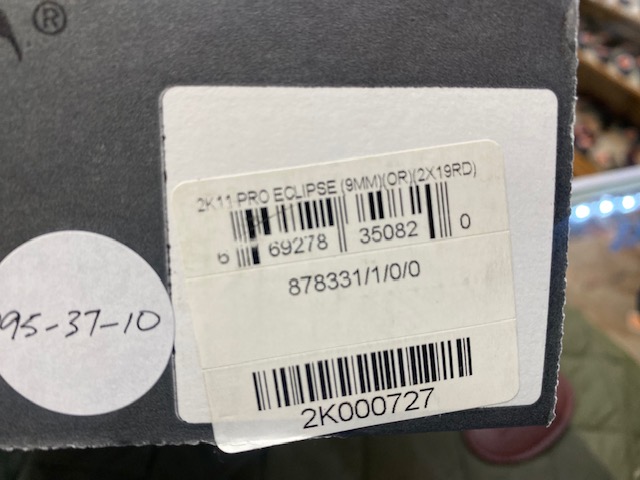 ®
2K11 PRO ECLIPSE (9MM)(OR)(2X19RD)
6 69278 35082 0
878331/1/0/0
95-37-10
2K000727